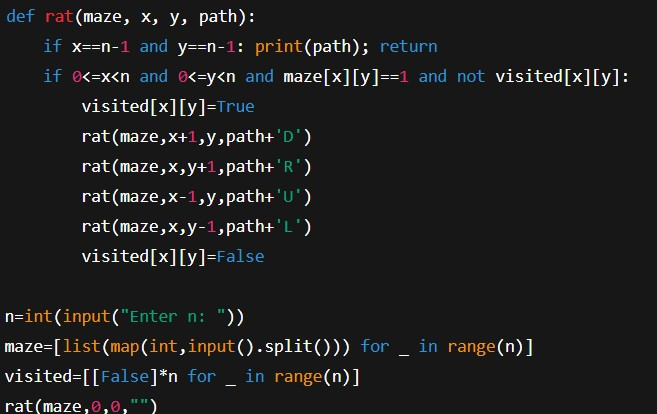 def rat(maze, x, y, path):
    if x==n-1 and y==n-1: print(path); return
    if 0<=x<n and 0<=y<n and maze[x][y]==1 and not visited[x][y]:
        visited[x][y]=True
        rat(maze,x+1,y,path+'D')
        rat(maze,x,y+1,path+'R')
        rat(maze,x-1,y,path+'U')
        rat(maze,x,y-1,path+'L')
        visited[x][y]=False
n=int(input("Enter n: "))
maze=[list(map(int,input().split())) for _ in range(n)]
visited=[[False]*n for _ in range(n)]
rat(maze,0,0,"")